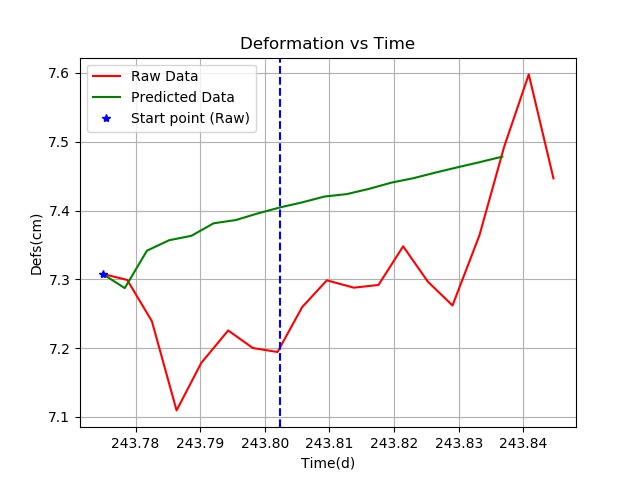 Deformation vs Time
Raw Data
Predicted Data
Start point (Raw)
Defs(cm)
7.6
7.5
7.4
7.3
7.2
7.1
243.78 243.79 243.80 243.81 243.82 243.83 243.84
Time(d)